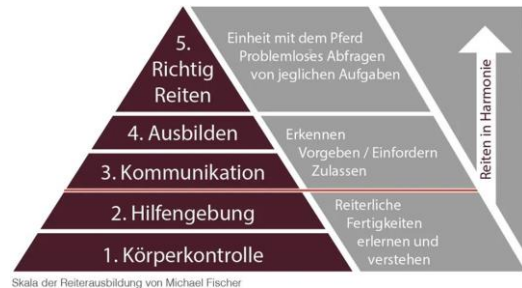 5.
Richtig
Reiten
Einheit mit dem Pferd
Problemloses Abfragen
von jeglichen Aufgaben
4. Ausbilden
3. Kommunikation
Erkennen
Vorgeben / Einfordern
Zulassen
2. Hilfengebung
1. Körperkontrolle
Reiterliche
Fertigkeiten
erlernen und
verstehen
Reiten in Harmonie
Skala der Reiterausbildung von Michael Fischer